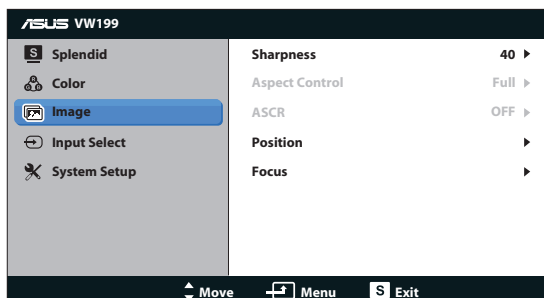 ASUS VW199
S Splendid
Color
Image
Input Select
System Setup
Sharpness 40
Aspect Control Full
ASCR OFF
Position
Focus
Move Menu S Exit